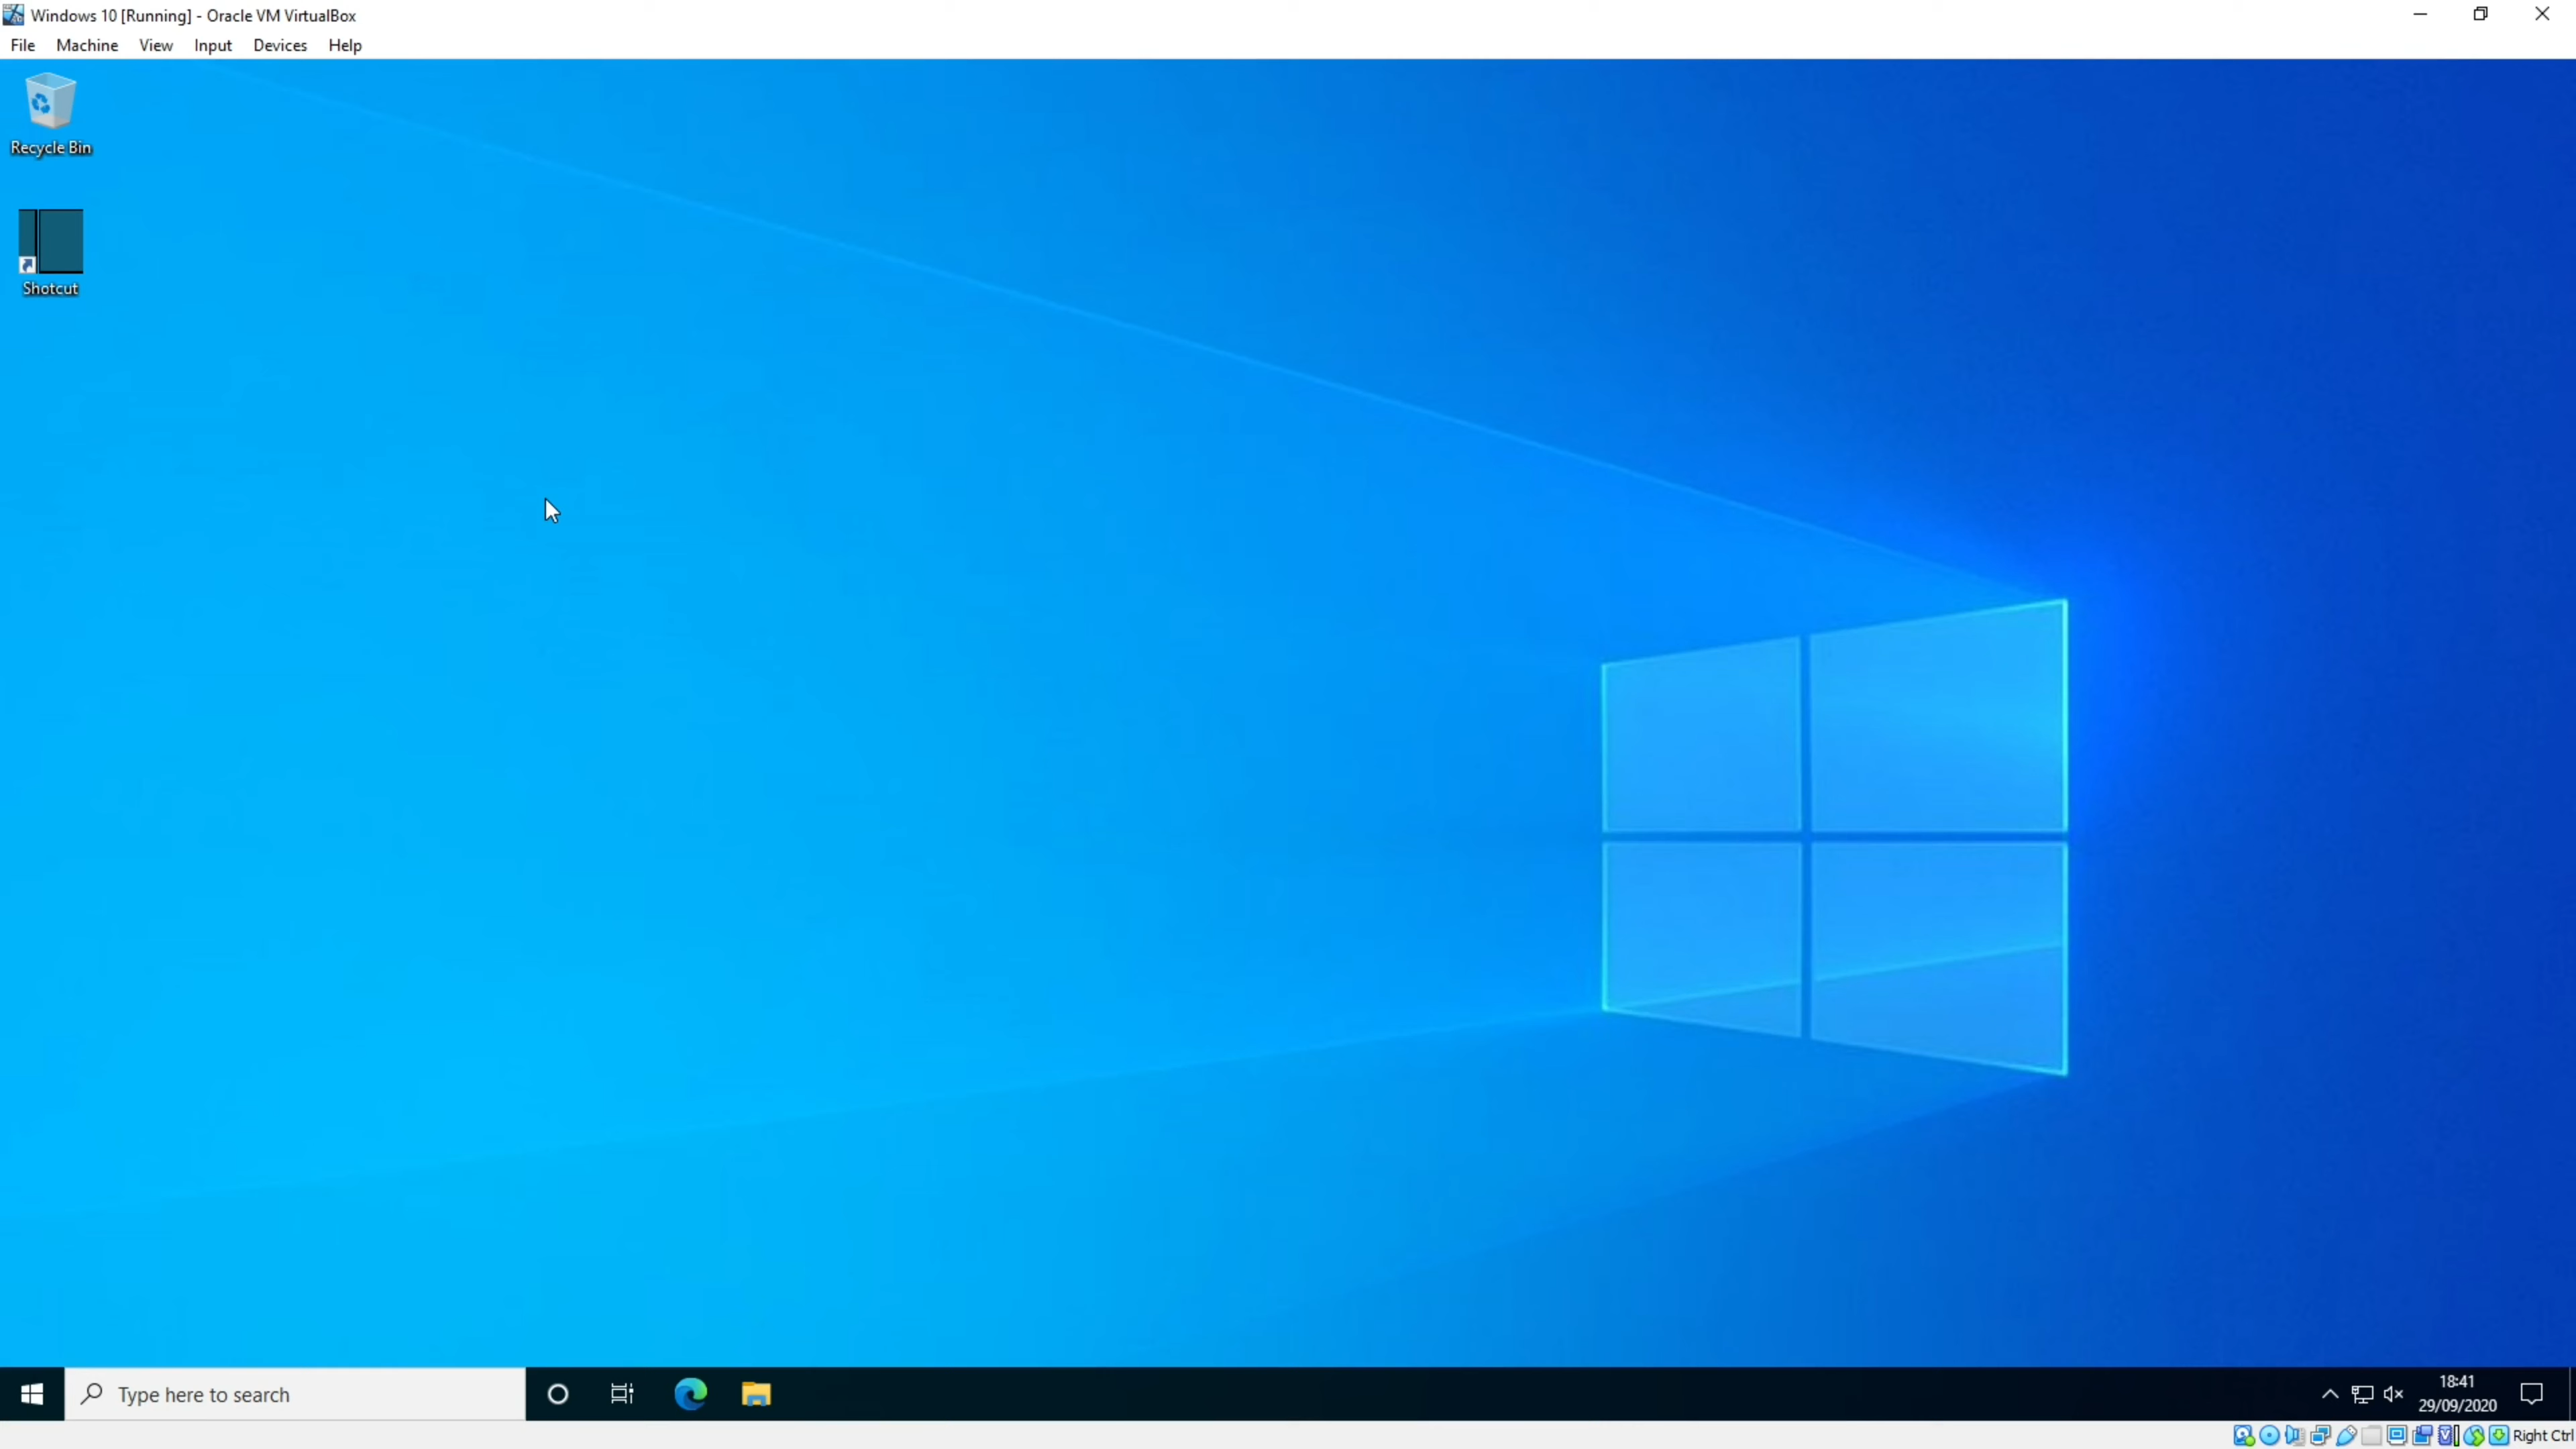 Windows 10 [Running] - Oracle VM VirtualBox
File Machine View Input Devices Help
Recycle Bin
Shotcut
Type here to search
18:41
29/09/2020
Right Ctrl